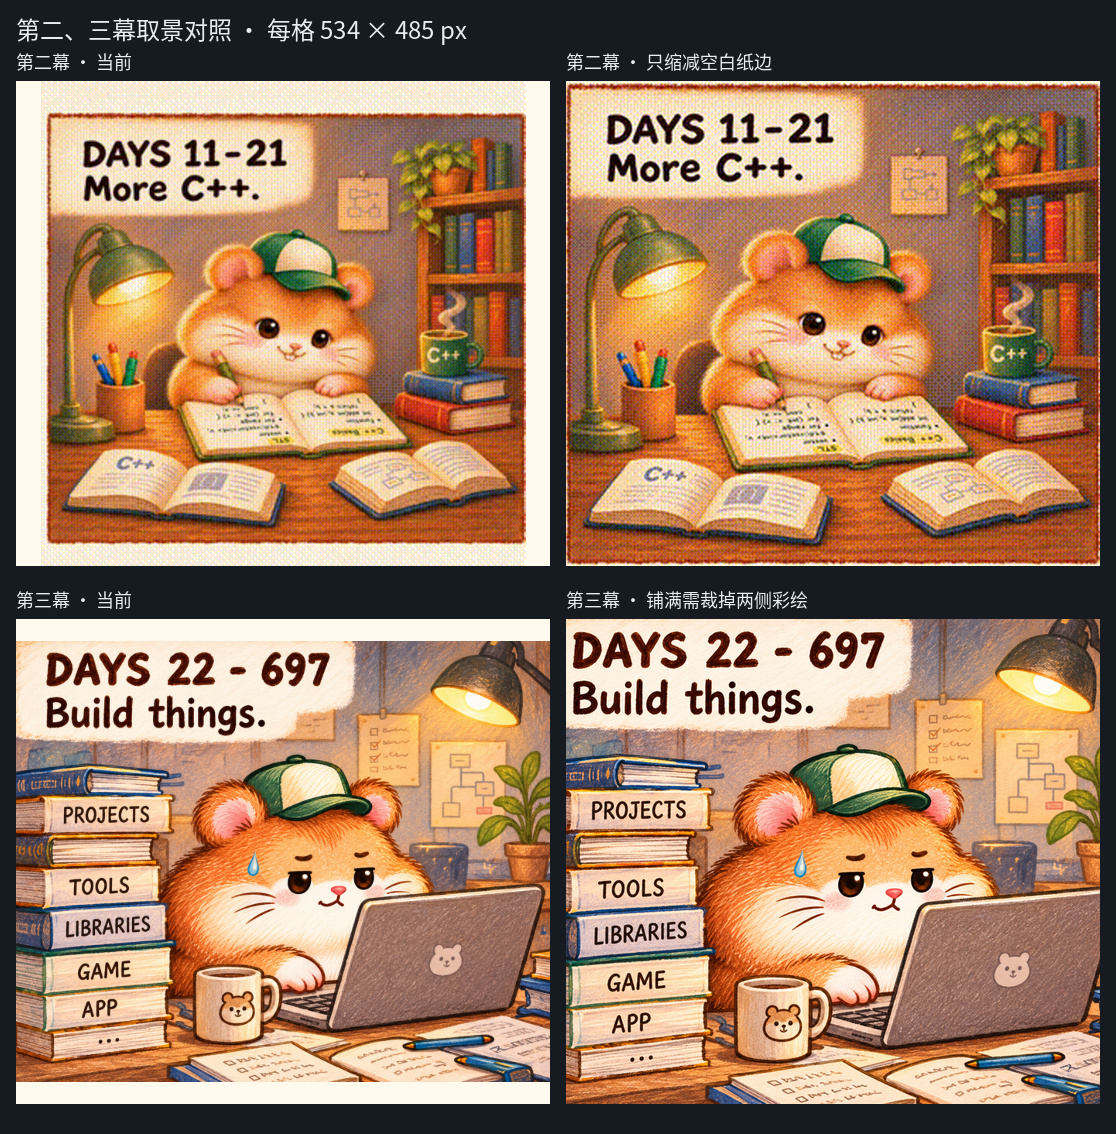 第二、三幕取景对照 · 每格 534 × 485 px
第二幕 · 当前
第二幕 · 只缩减空白纸边
DAYS 11-21
More C++.
C++
C++
DAYS 11-21
More C++.
C++
C++
第三幕 · 当前
第三幕 · 铺满需裁掉两侧彩绘
DAYS 22 - 697
Build things.
PROJECTS
TOOLS
LIBRARIES
GAME
APP
...
DAYS 22 - 697
Build things.
PROJECTS
TOOLS
LIBRARIES
GAME
APP
...